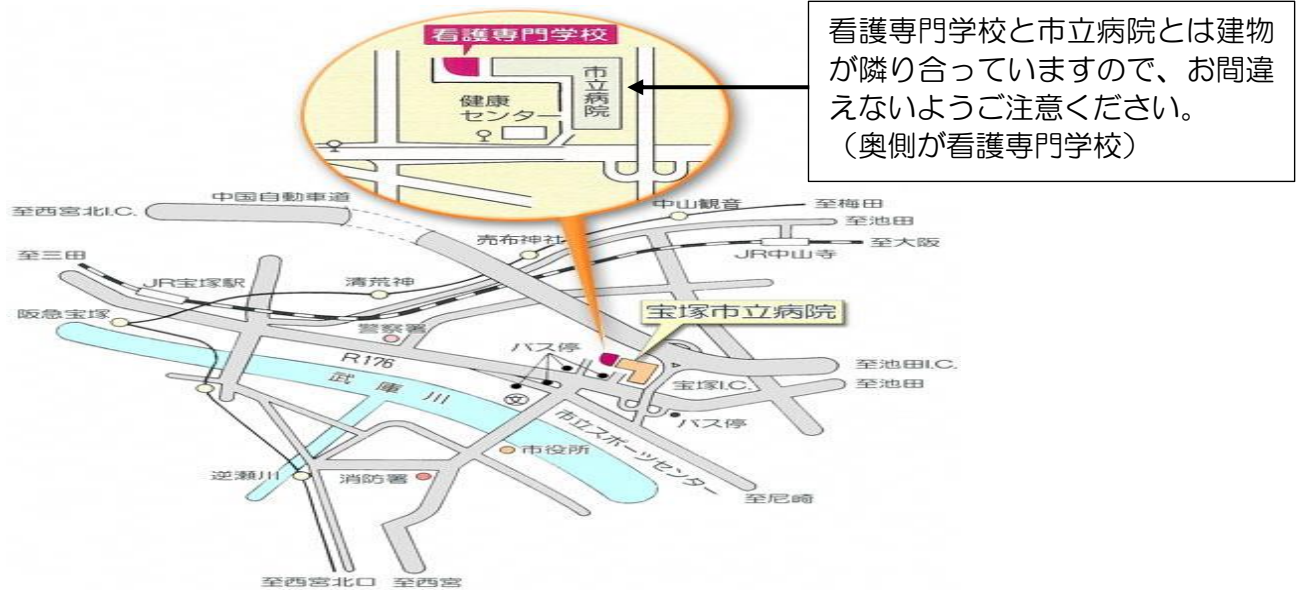 看護専門学校と市立病院とは建物
が隣り合っていますので、お間違
えないようご注意ください。
（奥側が看護専門学校）
看護専門学校
市立病院
健康
センター
中国自動車道
至西宮北I.C.
中山観音
至梅田
至池田
売布神社
至大阪
JR中山寺
至三田
JR宝塚駅
清荒神
阪急宝塚
警察署
宝塚市立病院
バス停
R176
武庫川
至池田I.C.
宝塚I.C.
至池田
バス停
市立スポーツセンター
市役所
逆瀬川
消防署
至尼崎
至西宮北口
至西宮